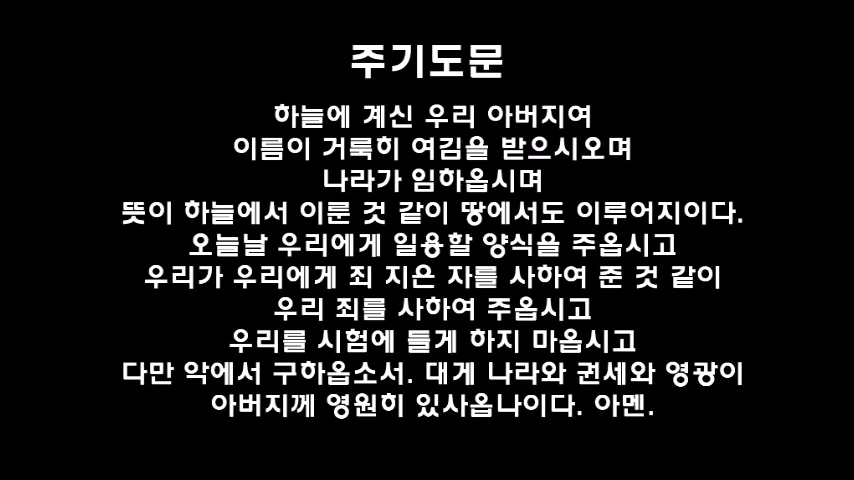 주기도문
하늘에 계신 우리 아버지여
이름이 거룩히 여김을 받으시오며
나라가 임하옵시며
뜻이 하늘에서 이룬 것 같이 땅에서도 이루어지이다.
오늘날 우리에게 일용할 양식을 주옵시고
우리가 우리에게 죄 지은 자를 사하여 준 것 같이
우리 죄를 사하여 주옵시고
우리를 시험에 들게 하지 마옵시고
다만 악에서 구하옵소서. 대게 나라와 권세와 영광이
아버지께 영원히 있사옵나이다. 아멘.